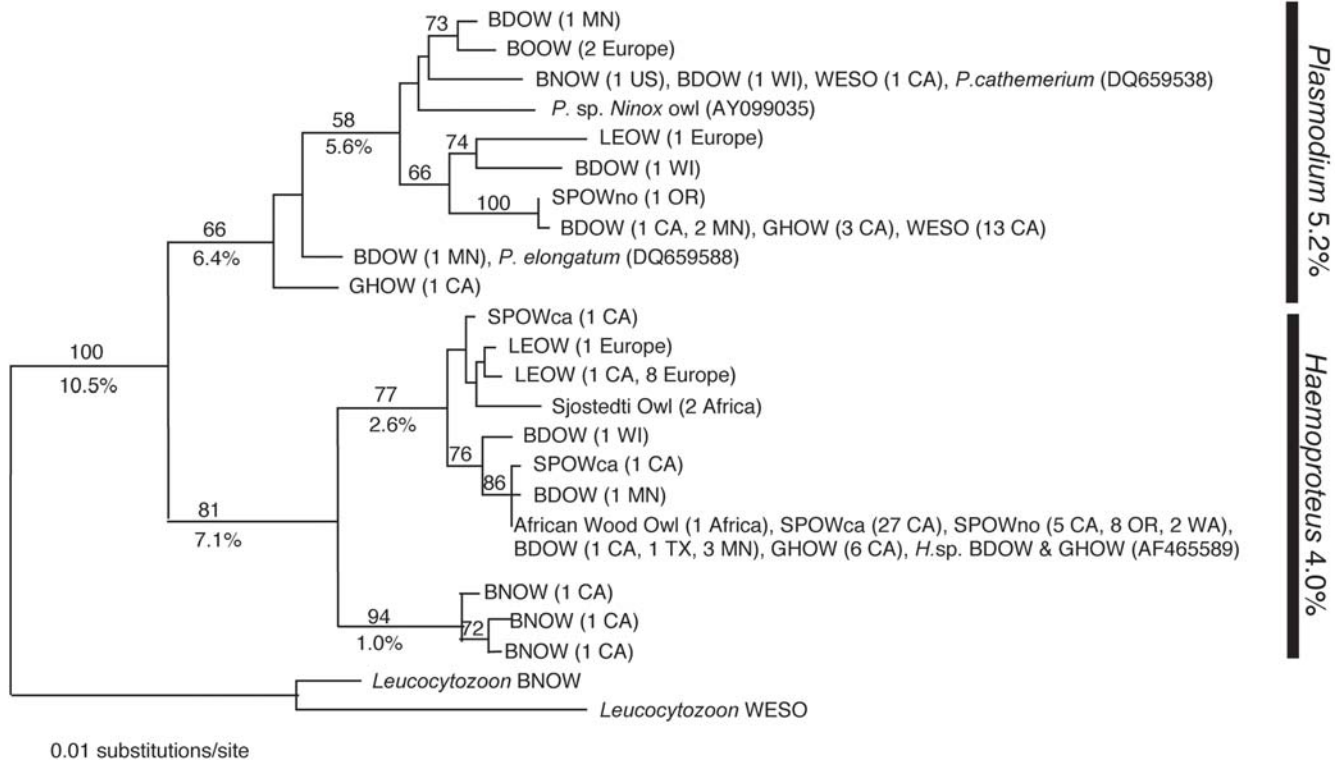 73
BDOW (1 MN)
BOOW (2 Europe)
BNOW (1 US), BDOW (1 WI), WESO (1 CA), P.cathemerium (DQ659538)
P. sp. Ninox owl (AY099035)
58
5.6%
LEOW (1 Europe)
74
BDOW (1 WI)
66
SPOWno (1 OR)
100
BDOW (1 CA, 2 MN), GHOW (3 CA), WESO (13 CA)
66
6.4%
BDOW (1 MN), P. elongatum (DQ659588)
GHOW (1 CA)
Plasmodium 5.2%
100
10.5%
SPOWca (1 CA)
LEOW (1 Europe)
LEOW (1 CA, 8 Europe)
77
2.6%
Sjostedti Owl (2 Africa)
BDOW (1 WI)
76
SPOWca (1 CA)
86
BDOW (1 MN)
African Wood Owl (1 Africa), SPOWca (27 CA), SPOWno (5 CA, 8 OR, 2 WA),
BDOW (1 CA, 1 TX, 3 MN), GHOW (6 CA), H.sp. BDOW & GHOW (AF465589)
81
7.1%
BNOW (1 CA)
94
1.0%
72
BNOW (1 CA)
BNOW (1 CA)
Haemoproteus 4.0%
Leucocytozoon BNOW
Leucocytozoon WESO
0.01 substitutions/site